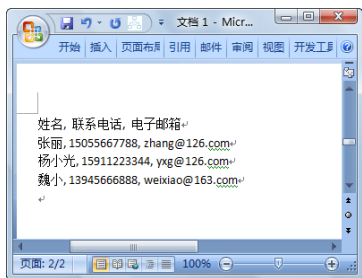 文档 1 - Micr...
开始 插入 页面布局 引用 邮件 审阅 视图 开发工具
姓名, 联系电话, 电子邮箱
张丽, 15055667788, zhang@126.com
杨小光, 15911223344, yxg@126.com
魏小, 13945666888, weixiao@163.com
页面: 2/2 100%